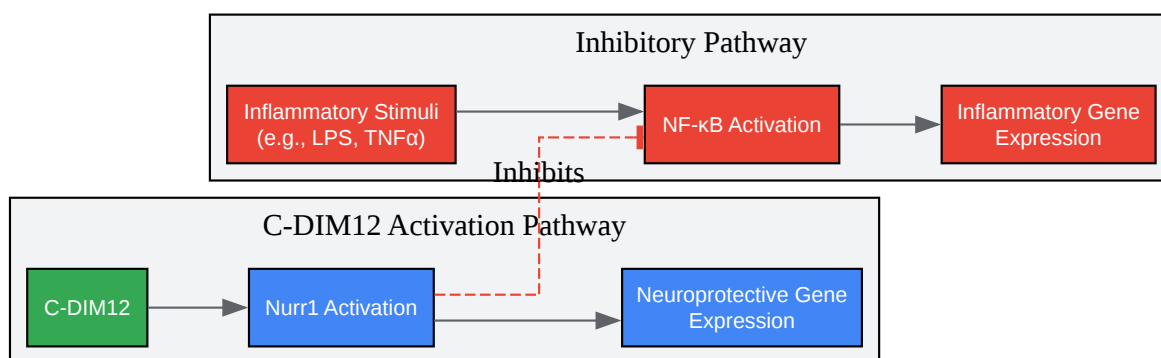 Inhibitory Pathway
Inflammatory Stimuli
(e.g., LPS, TNFα)
NF-κB Activation
Inflammatory Gene
Expression
Inhibits
C-DIM12 Activation Pathway
C-DIM12
Nurr1 Activation
Neuroprotective Gene
Expression